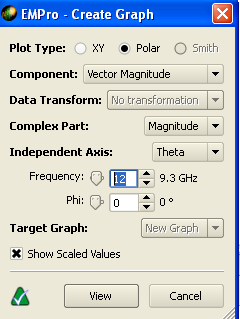 EMPro - Create Graph
Plot Type: XY Polar Smith
Component: Vector Magnitude
Data Transform: No transformation
Complex Part: Magnitude
Independent Axis: Theta
Frequency: 12 9.3 GHz
Phi: 0 0 °
Target Graph: New Graph
Show Scaled Values
View Cancel